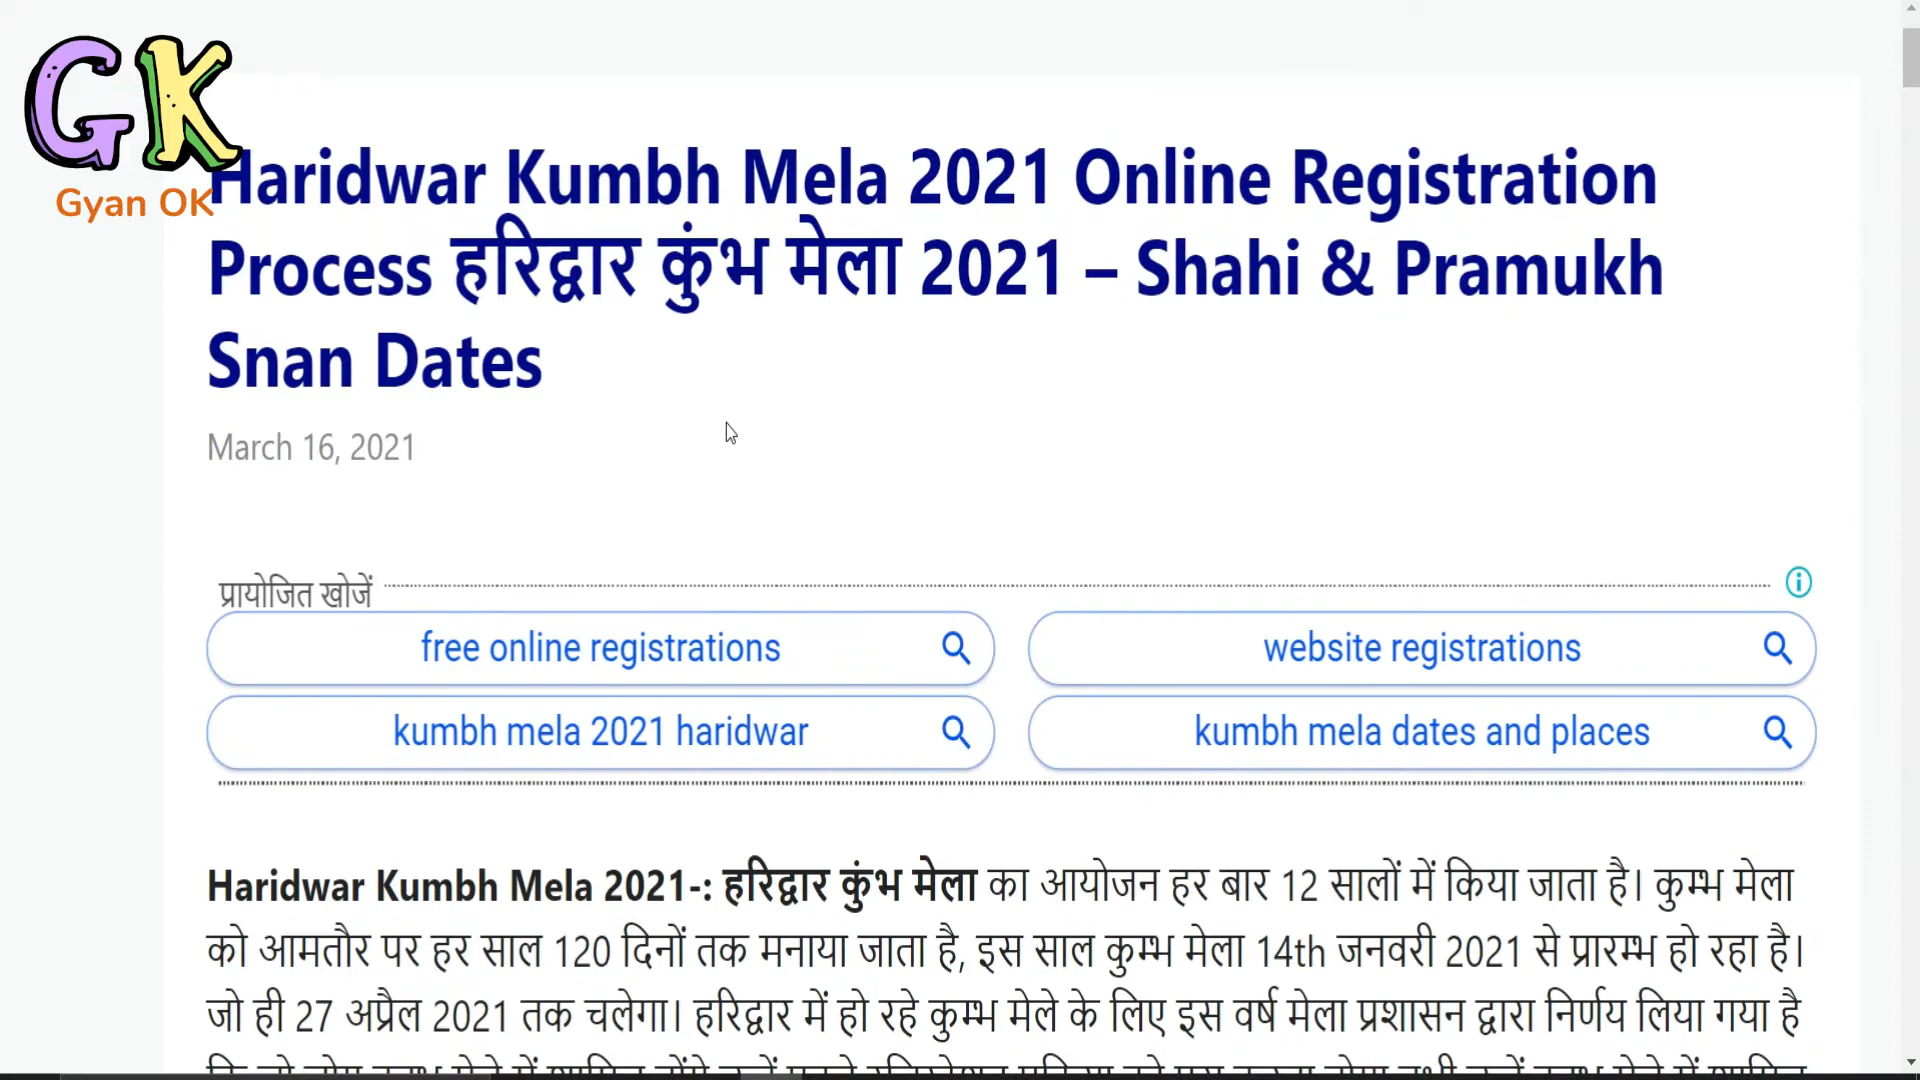 GK
Gyan OK
Haridwar Kumbh Mela 2021 Online Registration
Process हरिद्वार कुंभ मेला 2021 – Shahi & Pramukh
Snan Dates
March 16, 2021
प्रायोजित खोजें
free online registrations
website registrations
kumbh mela 2021 haridwar
kumbh mela dates and places
Haridwar Kumbh Mela 2021-: हरिद्वार कुंभ मेला का आयोजन हर बार 12 सालों में किया जाता है। कुम्भ मेला
को आमतौर पर हर साल 120 दिनों तक मनाया जाता है, इस साल कुम्भ मेला 14th जनवरी 2021 से प्रारम्भ हो रहा है।
जो ही 27 अप्रैल 2021 तक चलेगा। हरिद्वार में हो रहे कुम्भ मेले के लिए इस वर्ष मेला प्रशासन द्वारा निर्णय लिया गया है